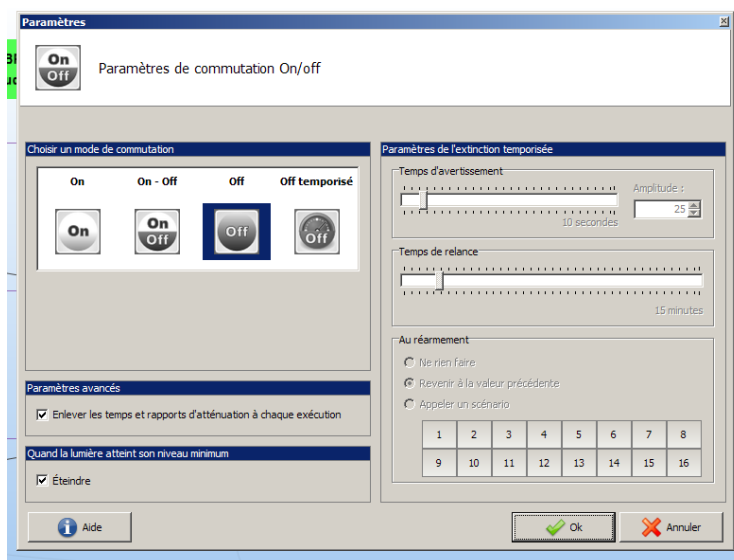 Paramètres
On
Off
Paramètres de commutation On/off
Choisir un mode de commutation
On On - Off Off Off temporisé
On On Off Off Off
Paramètres avancés
Enlever les temps et rapports d'atténuation à chaque exécution
Quand la lumière atteint son niveau minimum
Éteindre
Paramètres de l'extinction temporisée
Temps d'avertissement
Amplitude :
25
10 secondes
Temps de relance
15 minutes
Au réarmement
Ne rien faire
Revenir à la valeur précédente
Appeler un scénario
1 2 3 4 5 6 7 8
9 10 11 12 13 14 15 16
Aide
Ok
Annuler